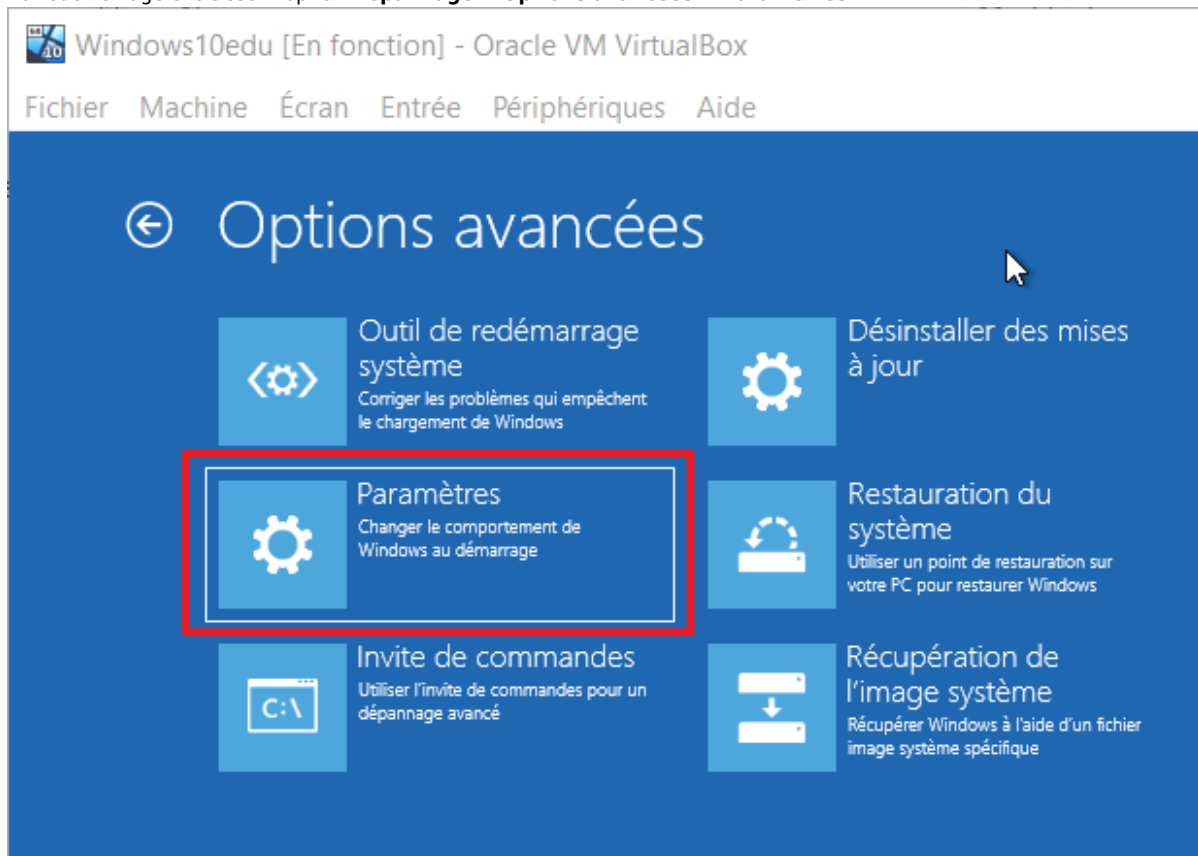 Windows10edu [En fonction] - Oracle VM VirtualBox
Fichier Machine Écran Entrée Périphériques Aide
Options avancées
Outil de redémarrage
système
Corriger les problèmes qui empêchent
le chargement de Windows
Désinstaller des mises
à jour
Paramètres
Changer le comportement de
Windows au démarrage
Restauration du
système
Utiliser un point de restauration sur
votre PC pour restaurer Windows
Invite de commandes
Utiliser l'invite de commandes pour un
dépannage avancé
C:\
Récupération de
l'image système
Récupérer Windows à l'aide d'un fichier
image système spécifique